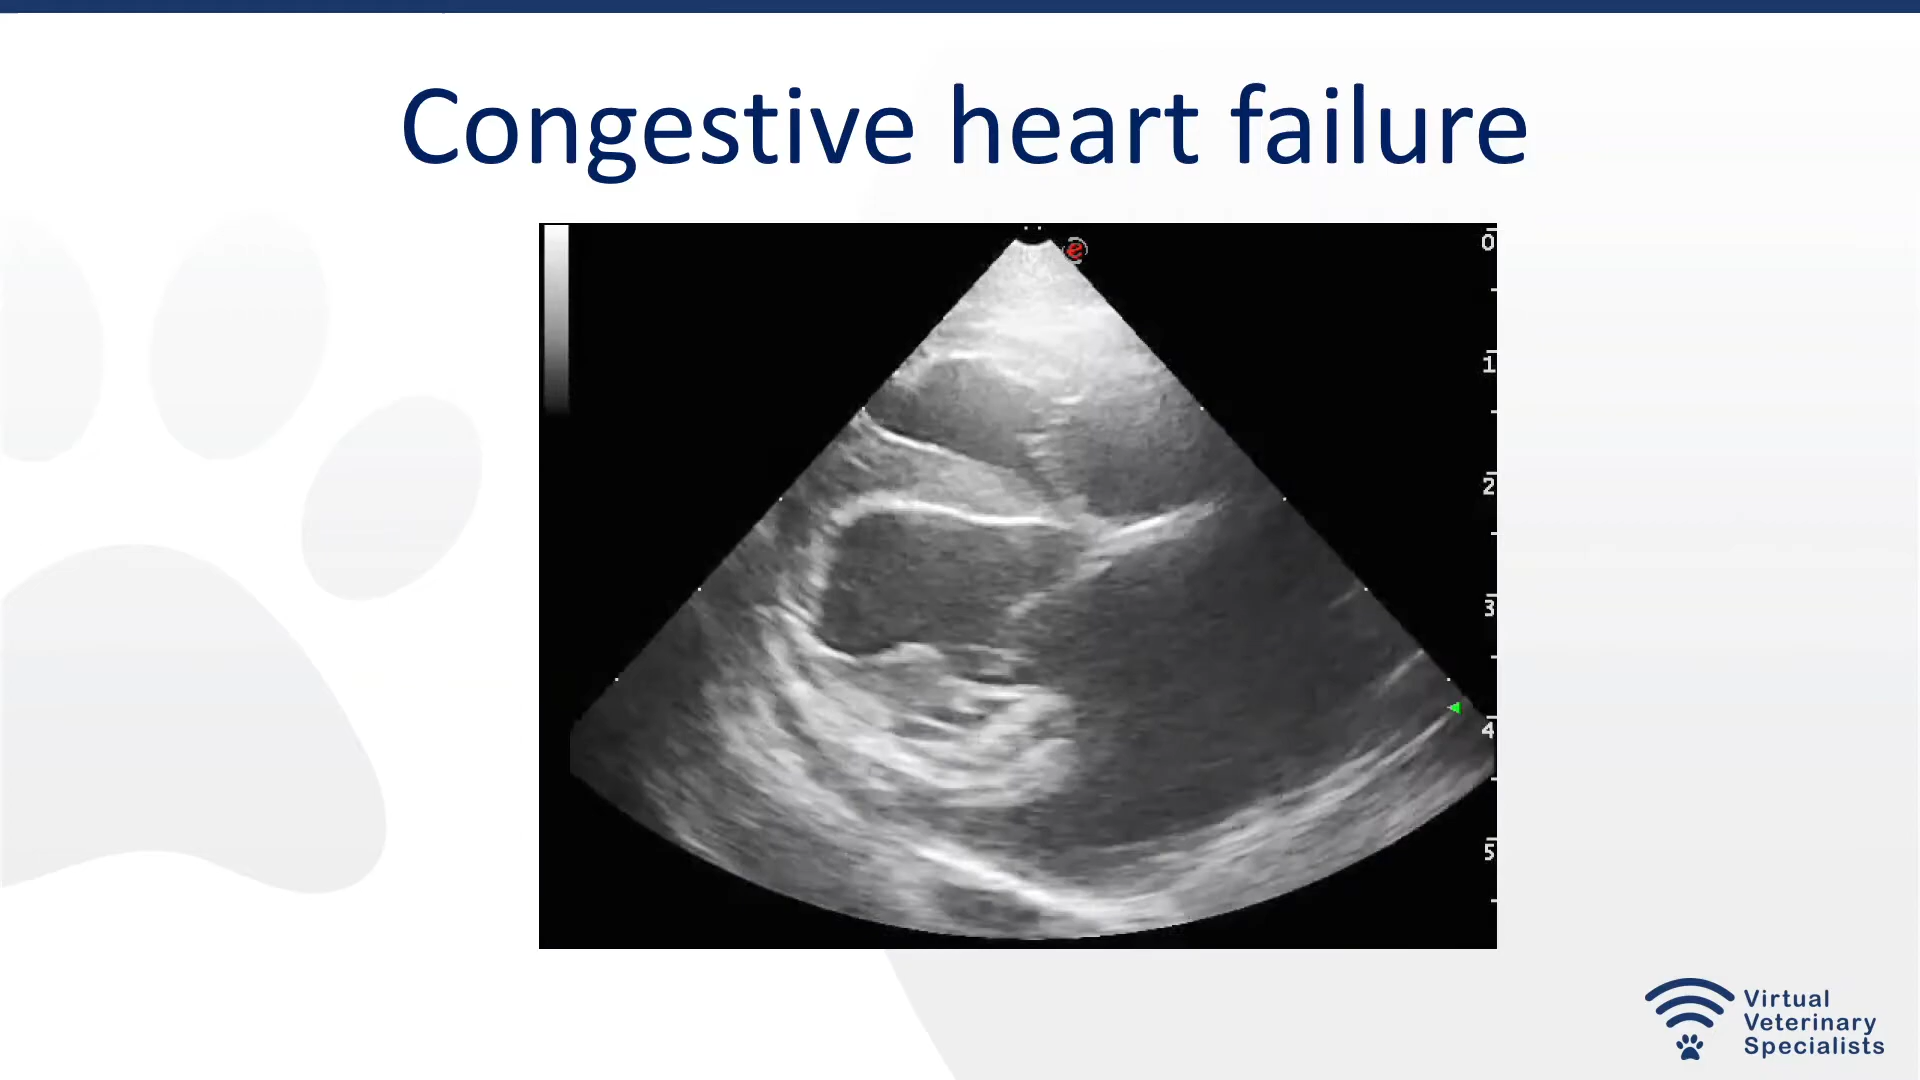 Congestive heart failure
e
0
1
2
3
4
5
Virtual
Veterinary
Specialists